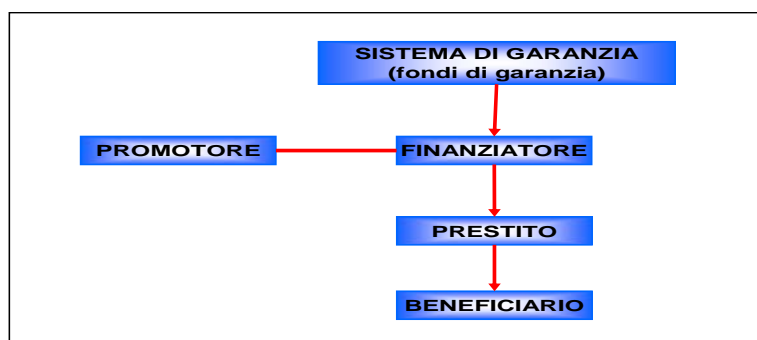 SISTEMA DI GARANZIA
(fondi di garanzia)
PROMOTORE
FINANZIATORE
PRESTITO
BENEFICIARIO